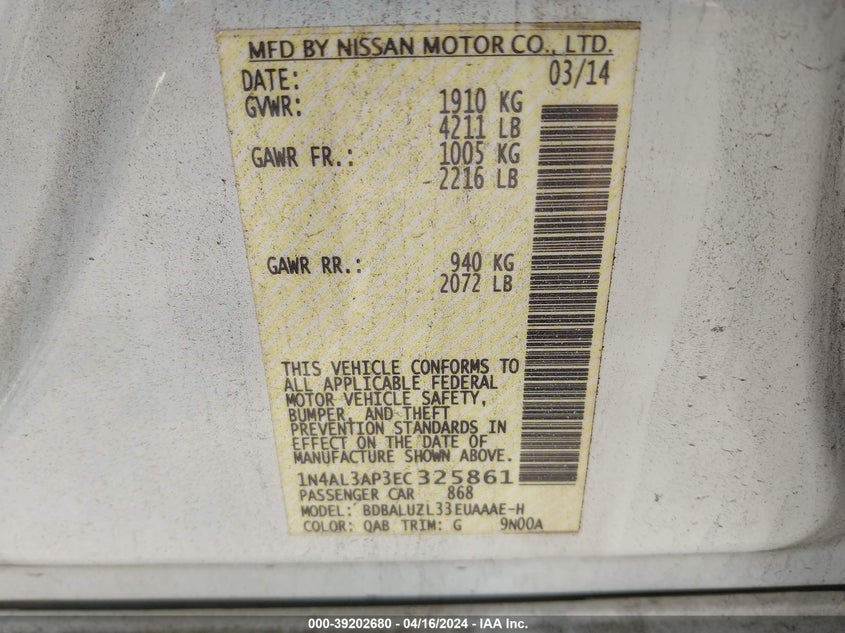 MFD BY NISSAN MOTOR CO., LTD.
DATE: 03/14
GVWR: 1910 KG
4211 LB
GAWR FR.: 1005 KG
2216 LB
GAWR RR.: 940 KG
2072 LB
THIS VEHICLE CONFORMS TO
ALL APPLICABLE FEDERAL
MOTOR VEHICLE SAFETY,
BUMPER, AND THEFT
PREVENTION STANDARDS IN
EFFECT ON THE DATE OF
MANUFACTURE SHOWN ABOVE.
1N4AL3AP3EC325861
PASSENGER CAR 868
MODEL: BDBALUZL33EUAAAE-H
COLOR: QAB TRIM: G 9N00A
000-39202680 - 04/16/2024 - IAA Inc.